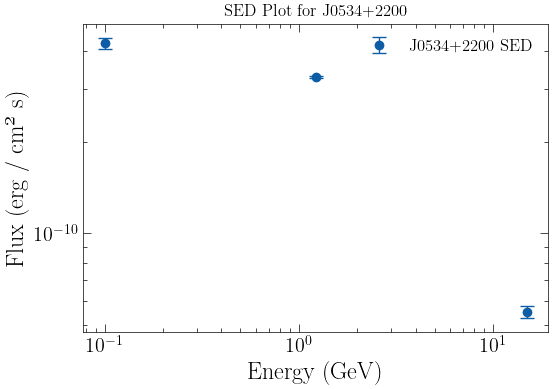 SED Plot for J0534+2200
J0534+2200 SED
Flux (erg / cm² s)
10⁻¹⁰
10⁻¹ 10⁰ 10¹
Energy (GeV)